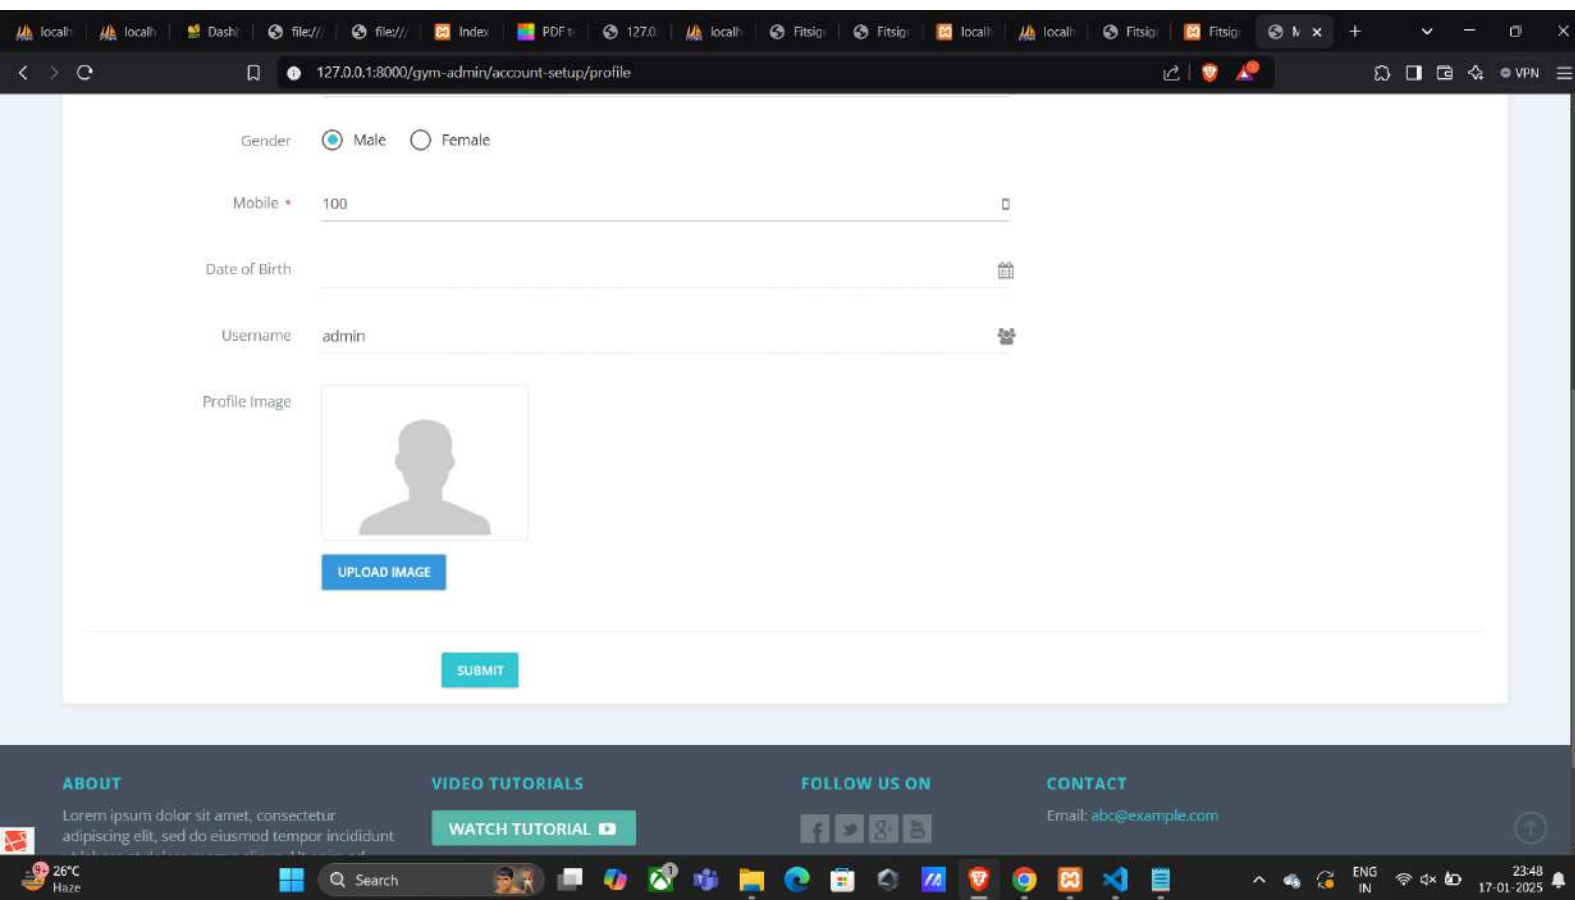 localh localh Dash file:/// file:/// Index PDF t 127.0. localh Fitsig Fitsig localh localh Fitsig Fitsig
127.0.0.1:8000/gym-admin/account-setup/profile
VPN
Gender Male Female
Mobile * 100
Date of Birth
Username admin
Profile Image
UPLOAD IMAGE
SUBMIT
ABOUT VIDEO TUTORIALS FOLLOW US ON CONTACT
Lorem ipsum dolor sit amet, consectetur
adipiscing elit, sed do eiusmod tempor incididunt
WATCH TUTORIAL
Email: abc@example.com
26°C
Haze
Search
ENG
IN
23:48
17-01-2025